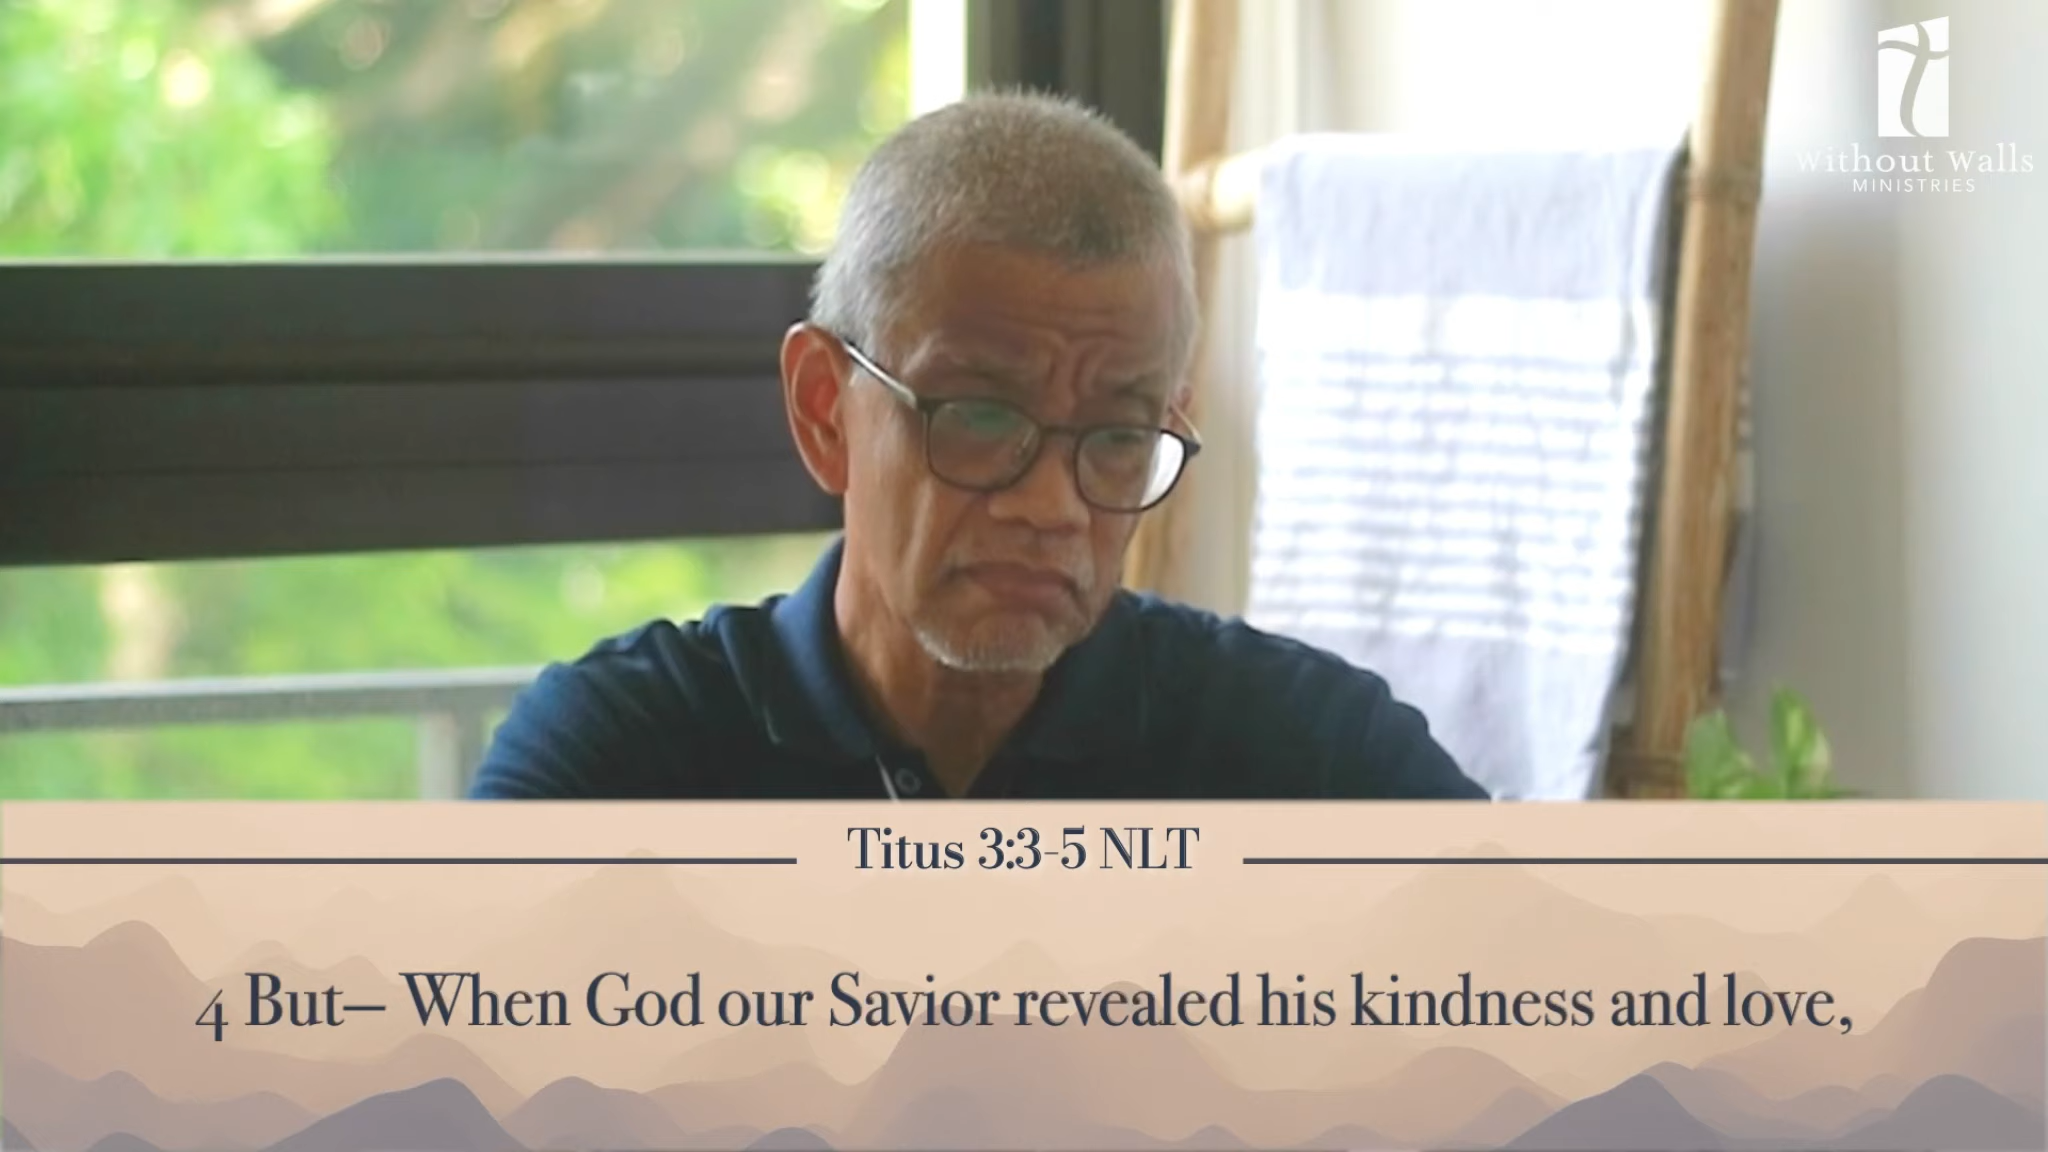 Without Walls
MINISTRIES
Titus 3:3-5 NLT
4 But— When God our Savior revealed his kindness and love,